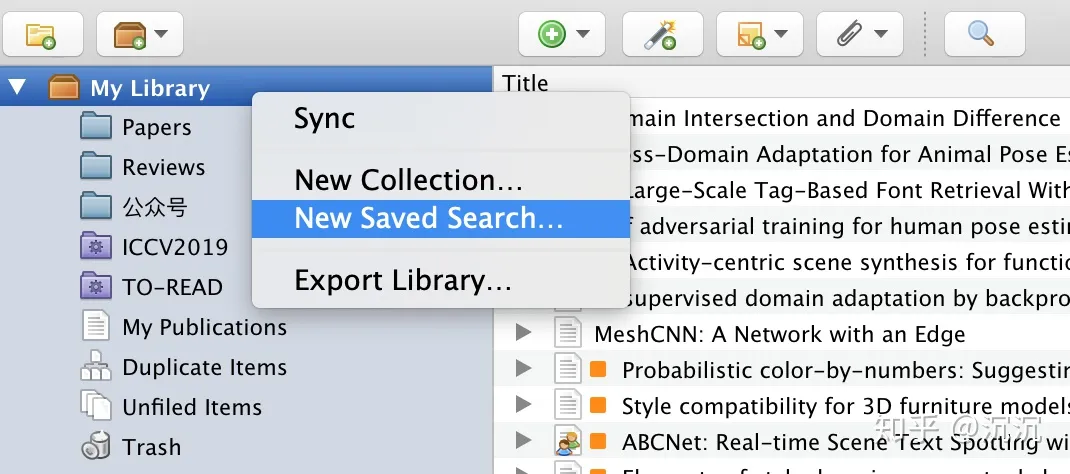 My Library
Papers
Reviews
公众号
ICCV2019
TO-READ
My Publications
Duplicate Items
Unfiled Items
Trash
Sync
New Collection...
New Saved Search...
Export Library...
Title
main Intersection and Domain Difference
ss-Domain Adaptation for Animal Pose Es
Large-Scale Tag-Based Font Retrieval With
f adversarial training for human pose estim
Activity-centric scene synthesis for functio
supervised domain adaptation by backpro
MeshCNN: A Network with an Edge
Probabilistic color-by-numbers: Suggestin
Style compatibility for 3D furniture models
ABCNet: Real-time Scene Text Spotting wi
知乎 @沉沉